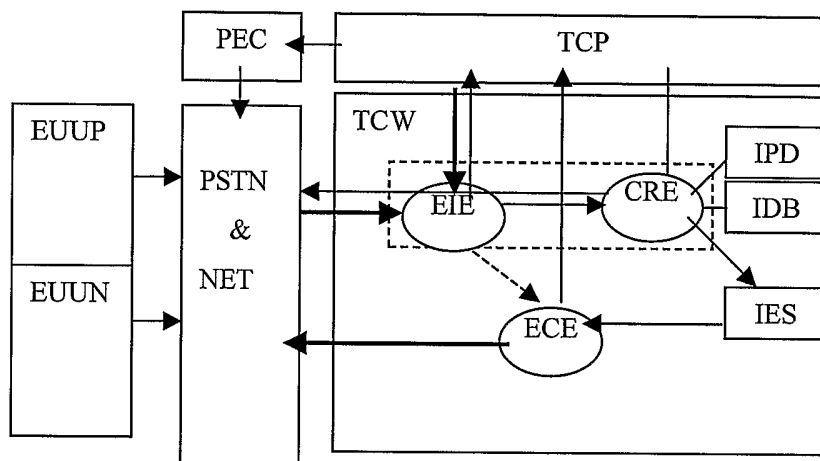 PEC
TCP
EUUP
TCW
IPD
PSTN
EIE
CRE
IDB
&
NET
EUUN
ECE
IES